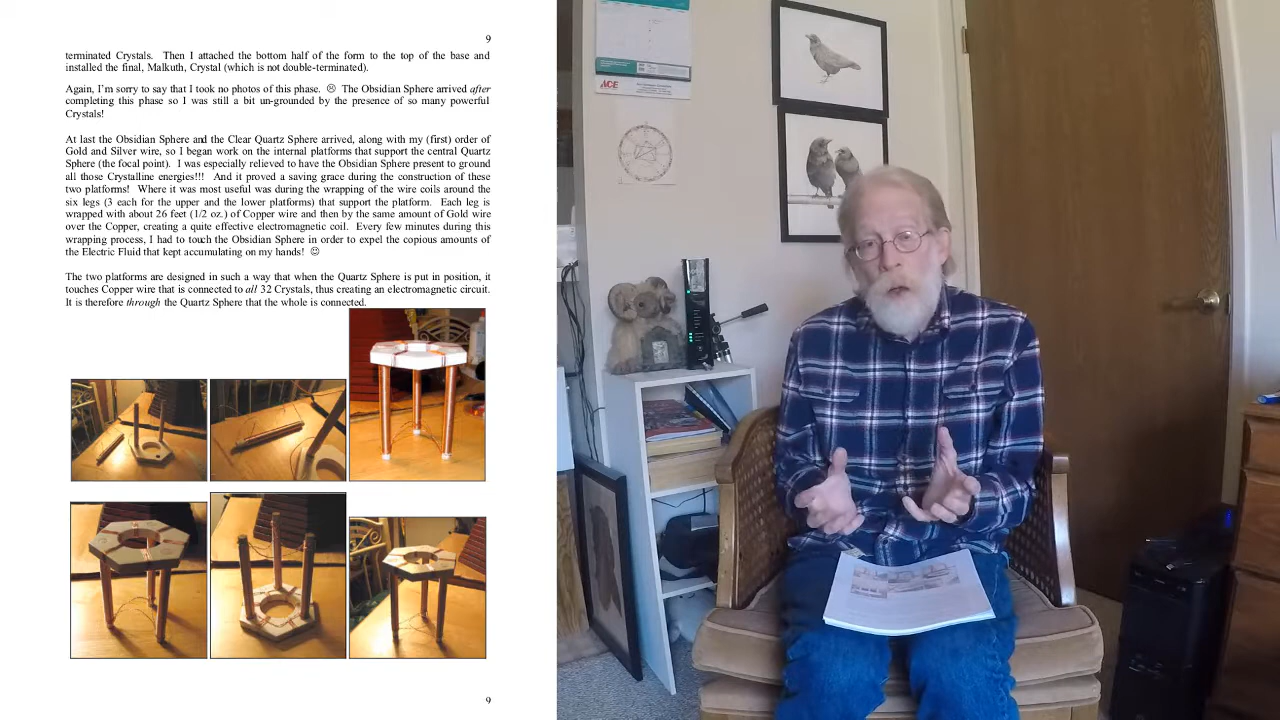 9
terminated Crystals. Then I attached the bottom half of the form to the top of the base and
installed the final, Malkuth, Crystal (which is not double-terminated).
Again, I'm sorry to say that I took no photos of this phase. ☹ The Obsidian Sphere arrived after
completing this phase so I was still a bit un-grounded by the presence of so many powerful
Crystals!
At last the Obsidian Sphere and the Clear Quartz Sphere arrived, along with my (first) order of
Gold and Silver wire, so I began work on the internal platforms that support the central Quartz
Sphere (the focal point). I was especially relieved to have the Obsidian Sphere present to ground
all those Crystalline energies!!! And it proved a saving grace during the construction of these
two platforms! Where it was most useful was during the wrapping of the wire coils around the
six legs (3 each for the upper and the lower platforms) that support the platform. Each leg is
wrapped with about 26 feet (1/2 oz.) of Copper wire and then by the same amount of Gold wire
over the Copper, creating a quite effective electromagnetic coil. Every few minutes during this
wrapping process, I had to touch the Obsidian Sphere in order to expel the copious amounts of
the Electric Fluid that kept accumulating on my hands! ☺
The two platforms are designed in such a way that when the Quartz Sphere is put in position, it
touches Copper wire that is connected to all 32 Crystals, thus creating an electromagnetic circuit.
It is therefore through the Quartz Sphere that the whole is connected.
9
ACE